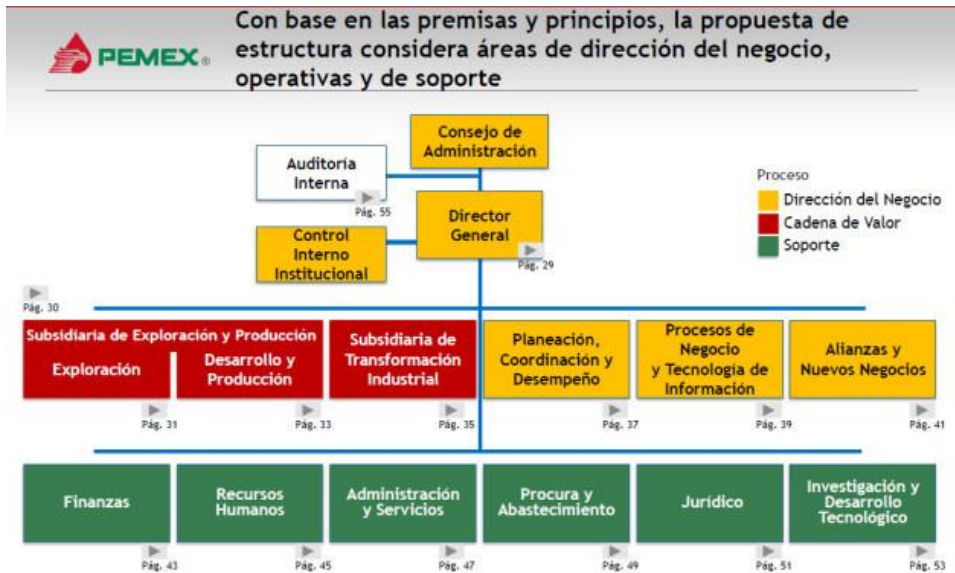 Con base en las premisas y principios, la propuesta de
estructura considera áreas de dirección del negocio,
operativas y de soporte
PEMEX®
Consejo de
Administración
Auditoría
Interna
Pág. 55
Director
General
Pág. 29
Control
Interno
Institucional
Proceso
Dirección del Negocio
Cadena de Valor
Soporte
Pág. 30
Subsidiaria de Exploración y Producción
Exploración
Pág. 31
Desarrollo y
Producción
Pág. 33
Subsidiaria de
Transformación
Industrial
Pág. 35
Planeación,
Coordinación y
Desempeño
Pág. 37
Procesos de
Negocio
y Tecnología de
Información
Pág. 39
Alianzas y
Nuevos Negocios
Pág. 41
Finanzas
Pág. 43
Recursos
Humanos
Pág. 45
Administración
y Servicios
Pág. 47
Procura y
Abastecimiento
Pág. 49
Jurídico
Pág. 51
Investigación y
Desarrollo
Tecnológico
Pág. 53